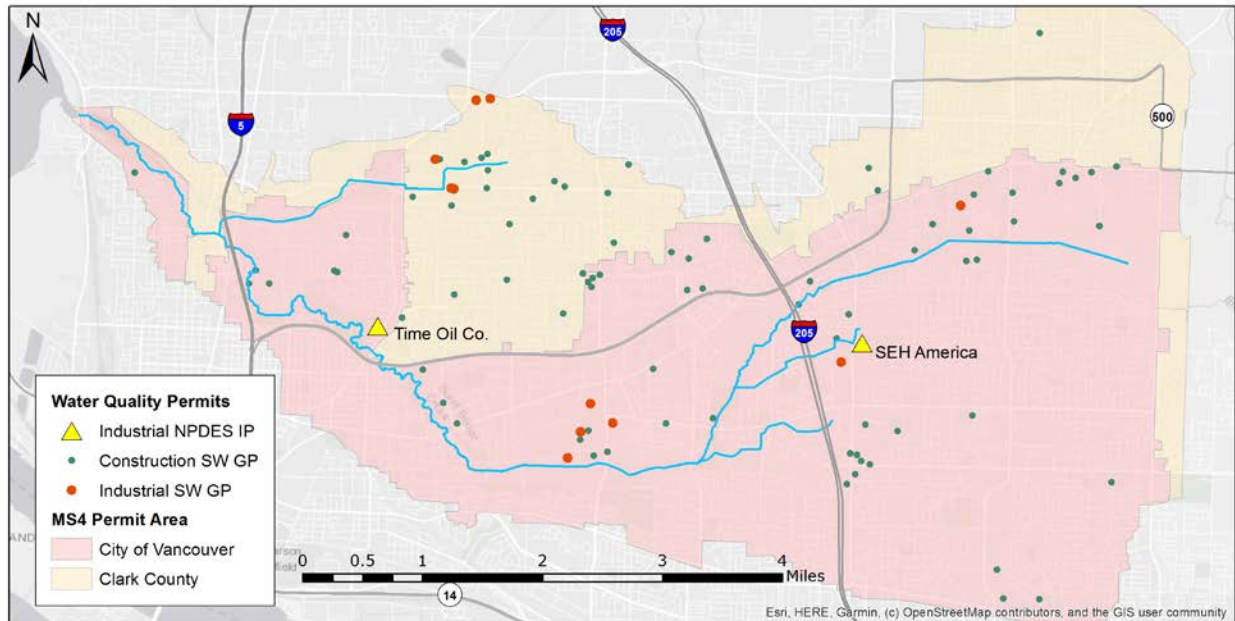 N
205
5
500
Time Oil Co.
205
SEH America
Water Quality Permits
Industrial NPDES IP
Construction SW GP
Industrial SW GP
MS4 Permit Area
City of Vancouver
Clark County
0 0.5 1 2 3 4
Miles
14
Esri, HERE, Garmin, (c) OpenStreetMap contributors, and the GIS user community